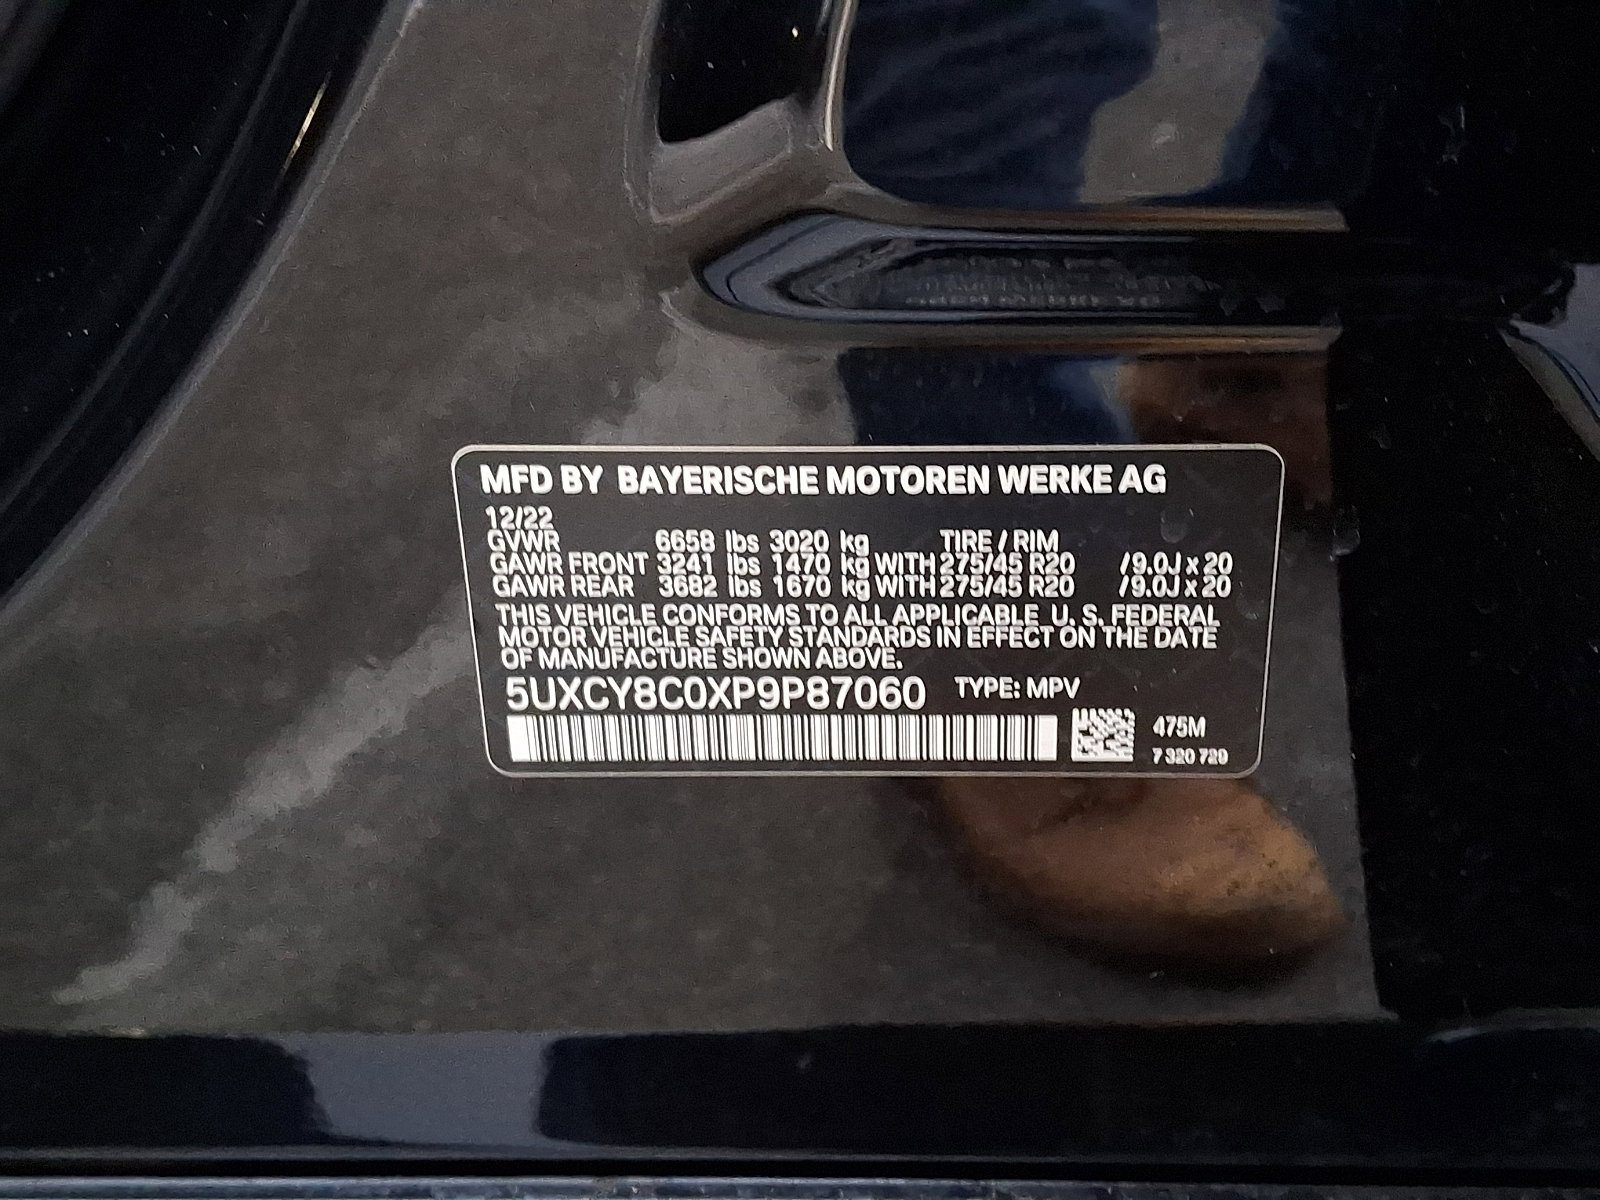 MFD BY BAYERISCHE MOTOREN WERKE AG
12/22
GVWR 6658 lbs 3020 kg TIRE / RIM
GAWR FRONT 3241 lbs 1470 kg WITH 275/45 R20 /9.0J x 20
GAWR REAR 3682 lbs 1670 kg WITH 275/45 R20 /9.0J x 20
THIS VEHICLE CONFORMS TO ALL APPLICABLE U. S. FEDERAL
MOTOR VEHICLE SAFETY STANDARDS IN EFFECT ON THE DATE
OF MANUFACTURE SHOWN ABOVE.
5UXCY8C0XP9P87060 TYPE: MPV
475M
7 320 729